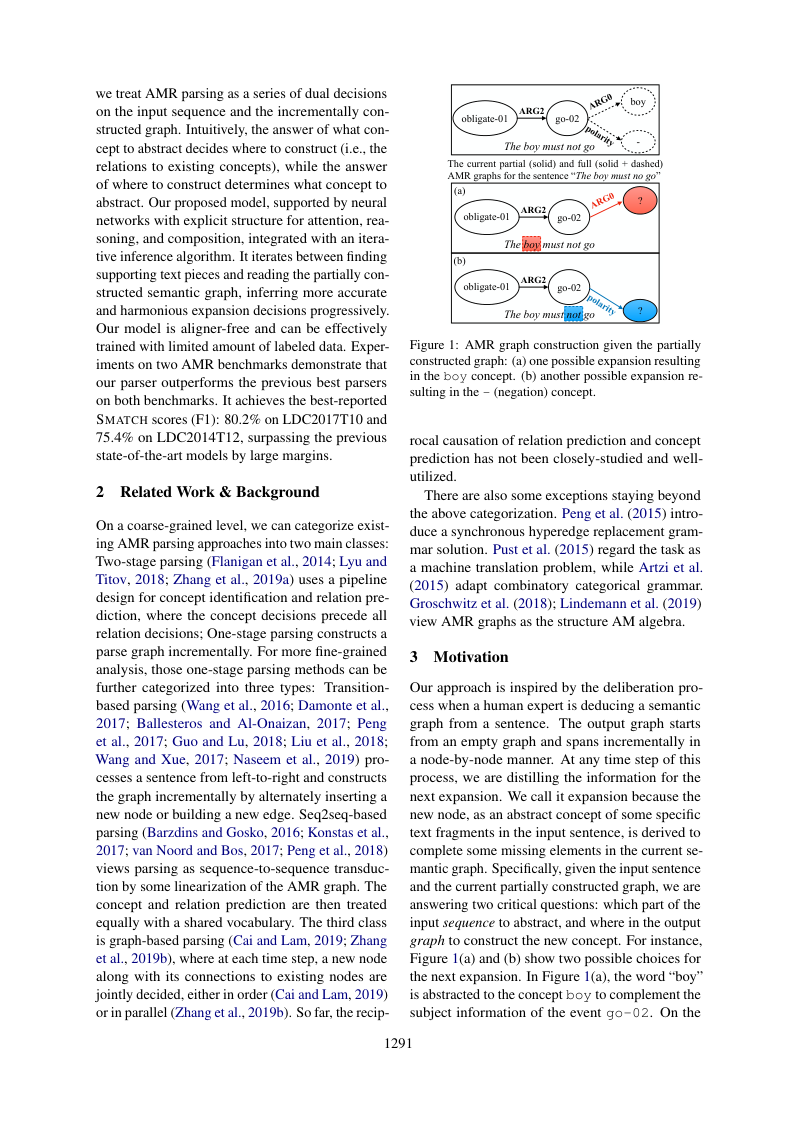 we treat AMR parsing as a series of dual decisions
on the input sequence and the incrementally con-
structed graph. Intuitively, the answer of what con-
cept to abstract decides where to construct (i.e., the
relations to existing concepts), while the answer
of where to construct determines what concept to
abstract. Our proposed model, supported by neural
networks with explicit structure for attention, rea-
soning, and composition, integrated with an itera-
tive inference algorithm. It iterates between finding
supporting text pieces and reading the partially con-
structed semantic graph, inferring more accurate
and harmonious expansion decisions progressively.
Our model is aligner-free and can be effectively
trained with limited amount of labeled data. Exper-
iments on two AMR benchmarks demonstrate that
our parser outperforms the previous best parsers
on both benchmarks. It achieves the best-reported
SMATCH scores (F1): 80.2% on LDC2017T10 and
75.4% on LDC2014T12, surpassing the previous
state-of-the-art models by large margins.
2 Related Work & Background
On a coarse-grained level, we can categorize exist-
ing AMR parsing approaches into two main classes:
Two-stage parsing (Flanigan et al., 2014; Lyu and
Titov, 2018; Zhang et al., 2019a) uses a pipeline
design for concept identification and relation pre-
diction, where the concept decisions precede all
relation decisions; One-stage parsing constructs a
parse graph incrementally. For more fine-grained
analysis, those one-stage parsing methods can be
further categorized into three types: Transition-
based parsing (Wang et al., 2016; Damonte et al.,
2017; Ballesteros and Al-Onaizan, 2017; Peng
et al., 2017; Guo and Lu, 2018; Liu et al., 2018;
Wang and Xue, 2017; Naseem et al., 2019) pro-
cesses a sentence from left-to-right and constructs
the graph incrementally by alternately inserting a
new node or building a new edge. Seq2seq-based
parsing (Barzdins and Gosko, 2016; Konstas et al.,
2017; van Noord and Bos, 2017; Peng et al., 2018)
views parsing as sequence-to-sequence transduc-
tion by some linearization of the AMR graph. The
concept and relation prediction are then treated
equally with a shared vocabulary. The third class
is graph-based parsing (Cai and Lam, 2019; Zhang
et al., 2019b), where at each time step, a new node
along with its connections to existing nodes are
jointly decided, either in order (Cai and Lam, 2019)
or in parallel (Zhang et al., 2019b). So far, the recip-
obligate-01 ARG2 go-02 ARG0 boy
polarity -
The boy must not go
The current partial (solid) and full (solid + dashed)
AMR graphs for the sentence “The boy must no go”
(a)
obligate-01 ARG2 go-02 ARG0 ?
The boy must not go
(b)
obligate-01 ARG2 go-02 polarity ?
The boy must not go
Figure 1: AMR graph construction given the partially
constructed graph: (a) one possible expansion resulting
in the boy concept. (b) another possible expansion re-
sulting in the - (negation) concept.
rocal causation of relation prediction and concept
prediction has not been closely-studied and well-
utilized.
There are also some exceptions staying beyond
the above categorization. Peng et al. (2015) intro-
duce a synchronous hyperedge replacement gram-
mar solution. Pust et al. (2015) regard the task as
a machine translation problem, while Artzi et al.
(2015) adapt combinatory categorical grammar.
Groschwitz et al. (2018); Lindemann et al. (2019)
view AMR graphs as the structure AM algebra.
3 Motivation
Our approach is inspired by the deliberation pro-
cess when a human expert is deducing a semantic
graph from a sentence. The output graph starts
from an empty graph and spans incrementally in
a node-by-node manner. At any time step of this
process, we are distilling the information for the
next expansion. We call it expansion because the
new node, as an abstract concept of some specific
text fragments in the input sentence, is derived to
complete some missing elements in the current se-
mantic graph. Specifically, given the input sentence
and the current partially constructed graph, we are
answering two critical questions: which part of the
input sequence to abstract, and where in the output
graph to construct the new concept. For instance,
Figure 1(a) and (b) show two possible choices for
the next expansion. In Figure 1(a), the word “boy”
is abstracted to the concept boy to complement the
subject information of the event go-02. On the
1291